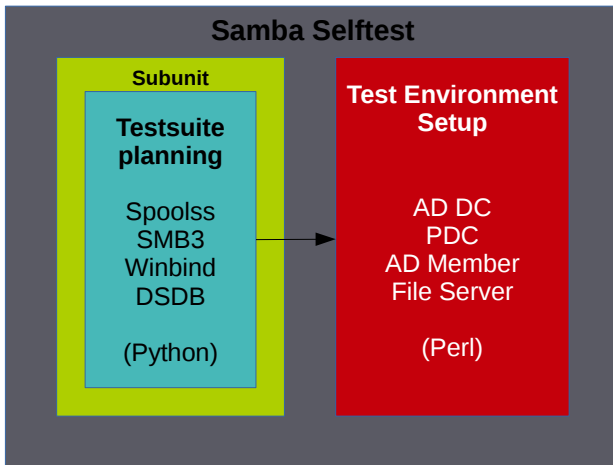 Samba Selftest
Subunit
Testsuite
planning
Spoolss
SMB3
Winbind
DSDB
(Python)
Test Environment
Setup
AD DC
PDC
AD Member
File Server
(Perl)